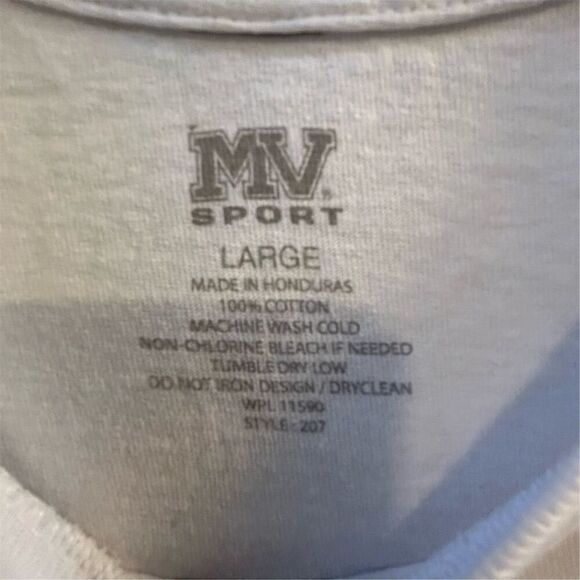 MV®
SPORT
LARGE
MADE IN HONDURAS
100% COTTON
MACHINE WASH COLD
NON-CHLORINE BLEACH IF NEEDED
TUMBLE DRY LOW
DO NOT IRON DESIGN / DRYCLEAN
WPL 11590
STYLE - 207